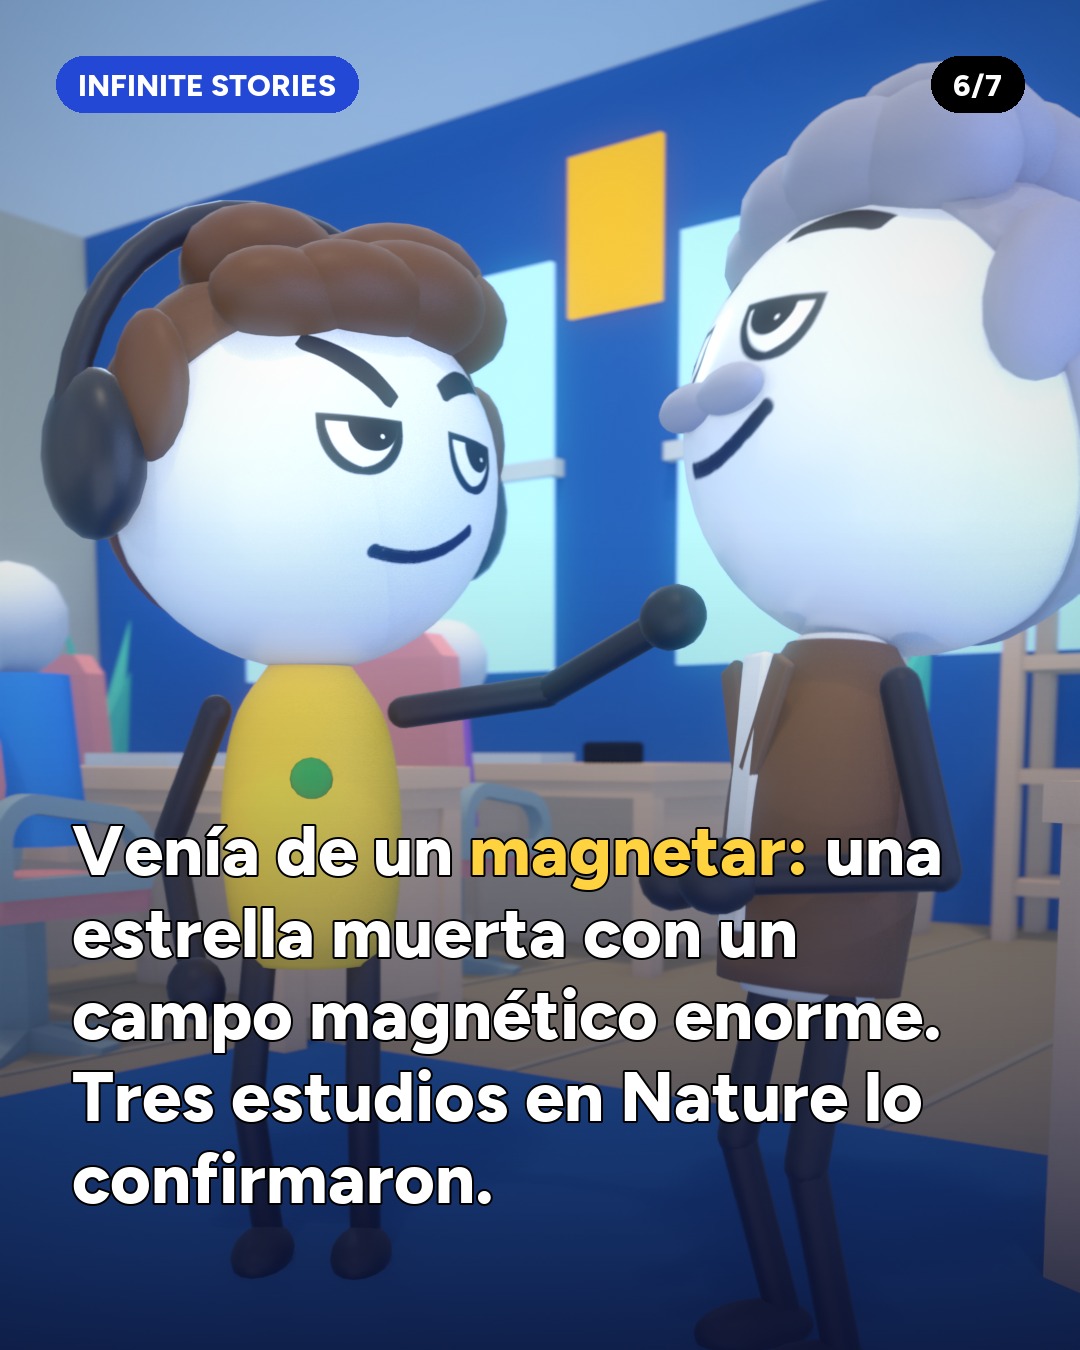 INFINITE STORIES
6/7
Venía de un magnetar: una
estrella muerta con un
campo magnético enorme.
Tres estudios en Nature lo
confirmaron.